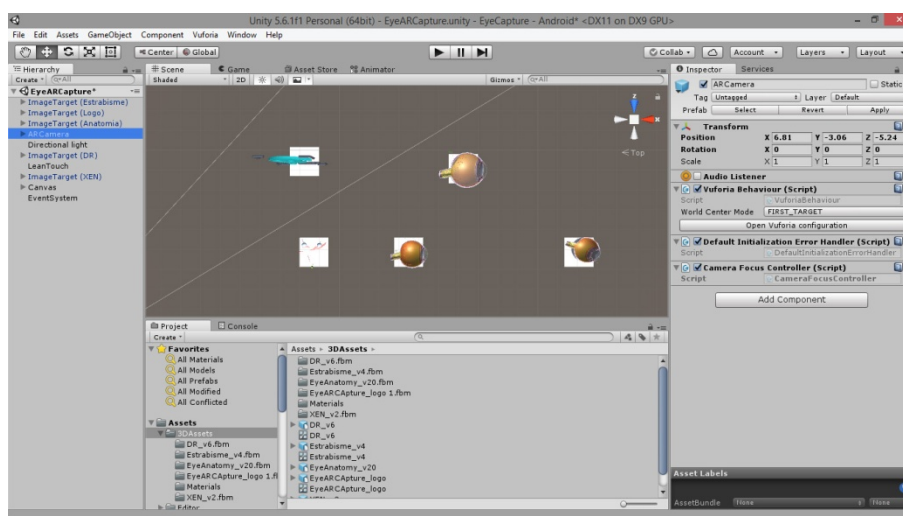 Unity 5.6.1f1 Personal (64bit) - EyeARCapture.unity - EyeCapture - Android* <DX11 on DX9 GPU>
File Edit Assets GameObject Component Vuforia Window Help
Center Global Collab Account Layers Layout
Hierarchy
Create All
EyeARCapture*
ImageTarget (Estrabisme)
ImageTarget (Logo)
ImageTarget (Anatomia)
ARCamera
Directional light
ImageTarget (DR)
LeanTouch
ImageTarget (XEN)
Canvas
EventSystem
Scene Game Asset Store Animator
Shaded 2D Gizmos All
z
x
Top
Project Console
Create
Favorites
All Materials
All Models
All Prefabs
All Modified
All Conflicted
Assets
3DAssets
DR_v6.fbm
Estrabisme_v4.fbm
EyeAnatomy_v20.fbm
EyeARCApture_logo 1.f
Materials
XEN_v2.fbm
Editor
Assets 3DAssets
DR_v6.fbm
Estrabisme_v4.fbm
EyeAnatomy_v20.fbm
EyeARCApture_logo 1.fbm
Materials
XEN_v2.fbm
DR_v6
DR_v6
Estrabisme_v4
Estrabisme_v4
EyeAnatomy_v20
EyeARCApture_logo
EyeARCApture_logo
Inspector Services
ARCamera Static
Tag Untagged Layer Default
Prefab Select Revert Apply
Transform
Position X 6.81 Y -3.06 Z -5.24
Rotation X 0 Y 0 Z 0
Scale X 1 Y 1 Z 1
Audio Listener
Vuforia Behaviour (Script)
Script VuforiaBehaviour
World Center Mode FIRST_TARGET
Open Vuforia configuration
Default Initialization Error Handler (Script)
Script DefaultInitializationErrorHandler
Camera Focus Controller (Script)
Script CameraFocusController
Add Component
Asset Labels
AssetBundle None None